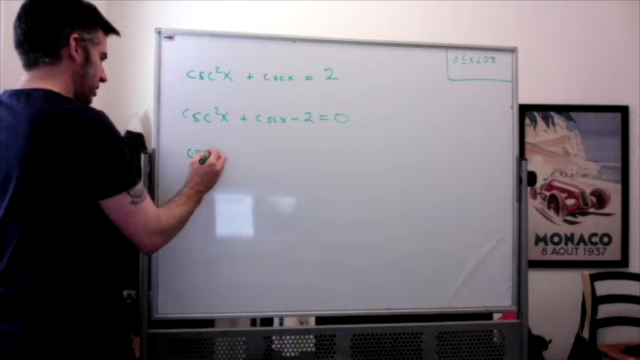 csc²x + cscx = 2
0 ≤ x < 2π
csc²x + cscx - 2 = 0
MONACO
8 AOUT 1937